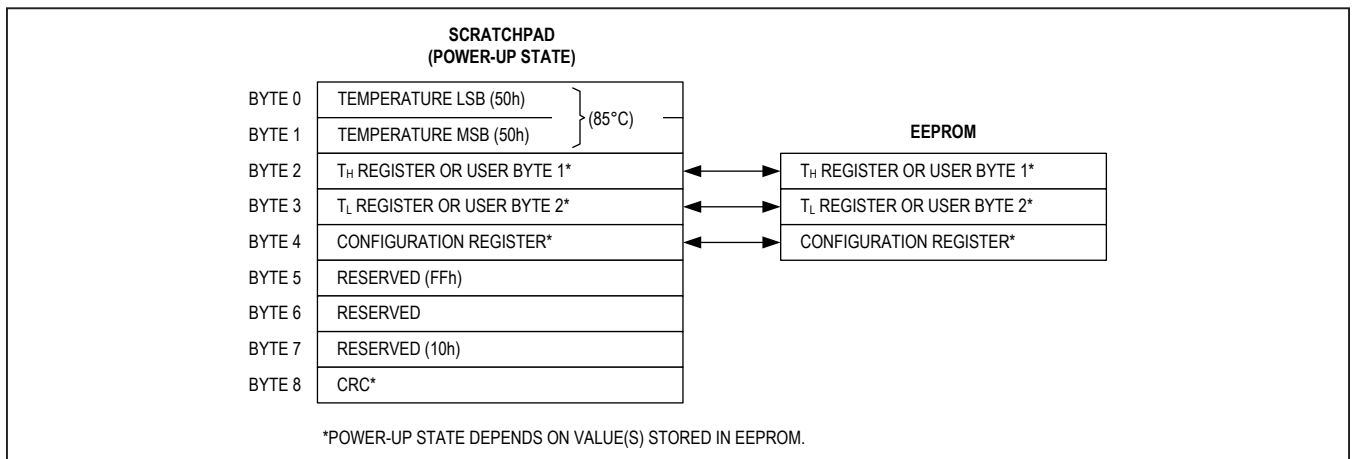 SCRATCHPAD
(POWER-UP STATE)
BYTE 0 TEMPERATURE LSB (50h)
(85°C)
BYTE 1 TEMPERATURE MSB (50h)
EEPROM
BYTE 2 TH REGISTER OR USER BYTE 1* TH REGISTER OR USER BYTE 1*
BYTE 3 TL REGISTER OR USER BYTE 2* TL REGISTER OR USER BYTE 2*
BYTE 4 CONFIGURATION REGISTER* CONFIGURATION REGISTER*
BYTE 5 RESERVED (FFh)
BYTE 6 RESERVED
BYTE 7 RESERVED (10h)
BYTE 8 CRC*
*POWER-UP STATE DEPENDS ON VALUE(S) STORED IN EEPROM.